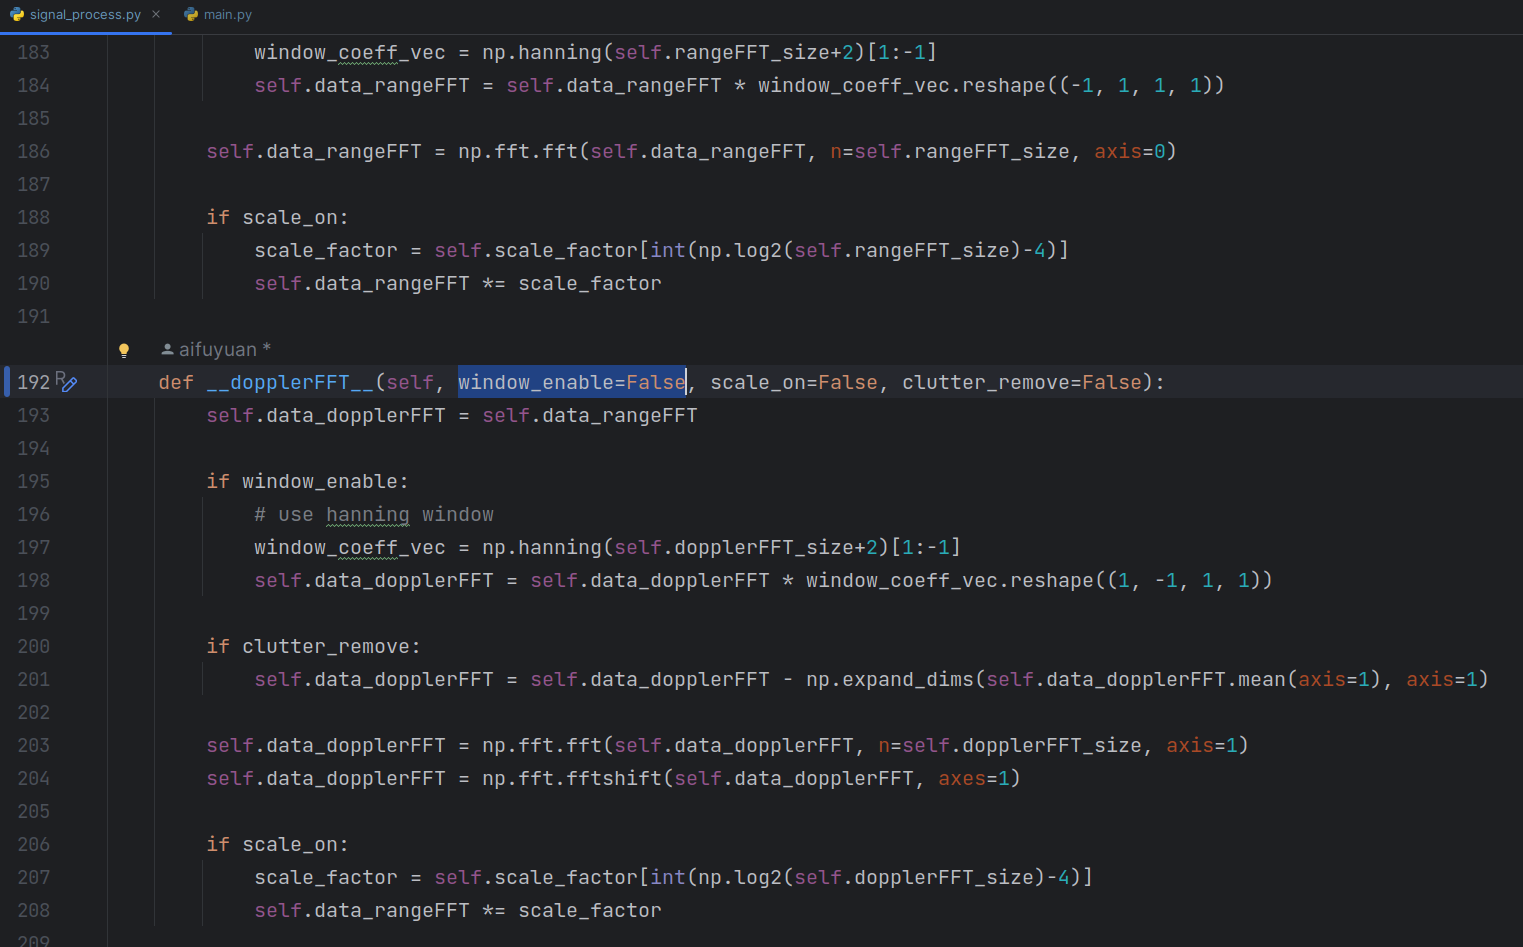 signal_process.py × main.py
183 window_coeff_vec = np.hanning(self.rangeFFT_size+2)[1:-1]
184 self.data_rangeFFT = self.data_rangeFFT * window_coeff_vec.reshape((-1, 1, 1, 1))
185
186 self.data_rangeFFT = np.fft.fft(self.data_rangeFFT, n=self.rangeFFT_size, axis=0)
187
188 if scale_on:
189 scale_factor = self.scale_factor[int(np.log2(self.rangeFFT_size)-4)]
190 self.data_rangeFFT *= scale_factor
191
aifuyuan *
192 def __dopplerFFT__(self, window_enable=False, scale_on=False, clutter_remove=False):
193 self.data_dopplerFFT = self.data_rangeFFT
194
195 if window_enable:
196 # use hanning window
197 window_coeff_vec = np.hanning(self.dopplerFFT_size+2)[1:-1]
198 self.data_dopplerFFT = self.data_dopplerFFT * window_coeff_vec.reshape((1, -1, 1, 1))
199
200 if clutter_remove:
201 self.data_dopplerFFT = self.data_dopplerFFT - np.expand_dims(self.data_dopplerFFT.mean(axis=1), axis=1)
202
203 self.data_dopplerFFT = np.fft.fft(self.data_dopplerFFT, n=self.dopplerFFT_size, axis=1)
204 self.data_dopplerFFT = np.fft.fftshift(self.data_dopplerFFT, axes=1)
205
206 if scale_on:
207 scale_factor = self.scale_factor[int(np.log2(self.dopplerFFT_size)-4)]
208 self.data_rangeFFT *= scale_factor
209